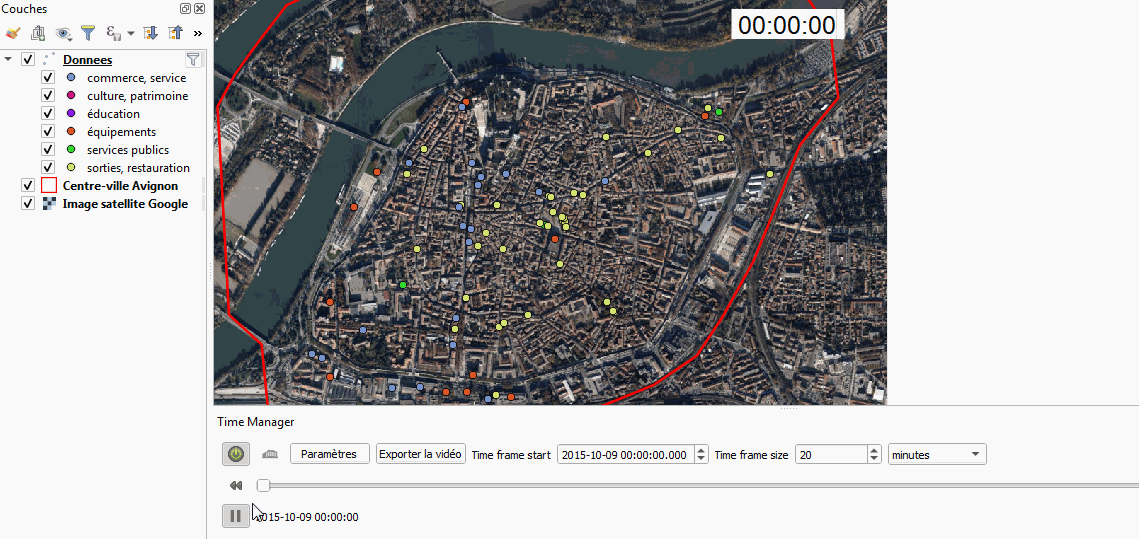 Couches
00:00:00
Donnees
commerce, service
culture, patrimoine
éducation
équipements
services publics
sorties, restauration
Centre-ville Avignon
Image satellite Google
Time Manager
Paramètres Exporter la vidéo Time frame start 2015-10-09 00:00:00.000 Time frame size 20 minutes
2015-10-09 00:00:00